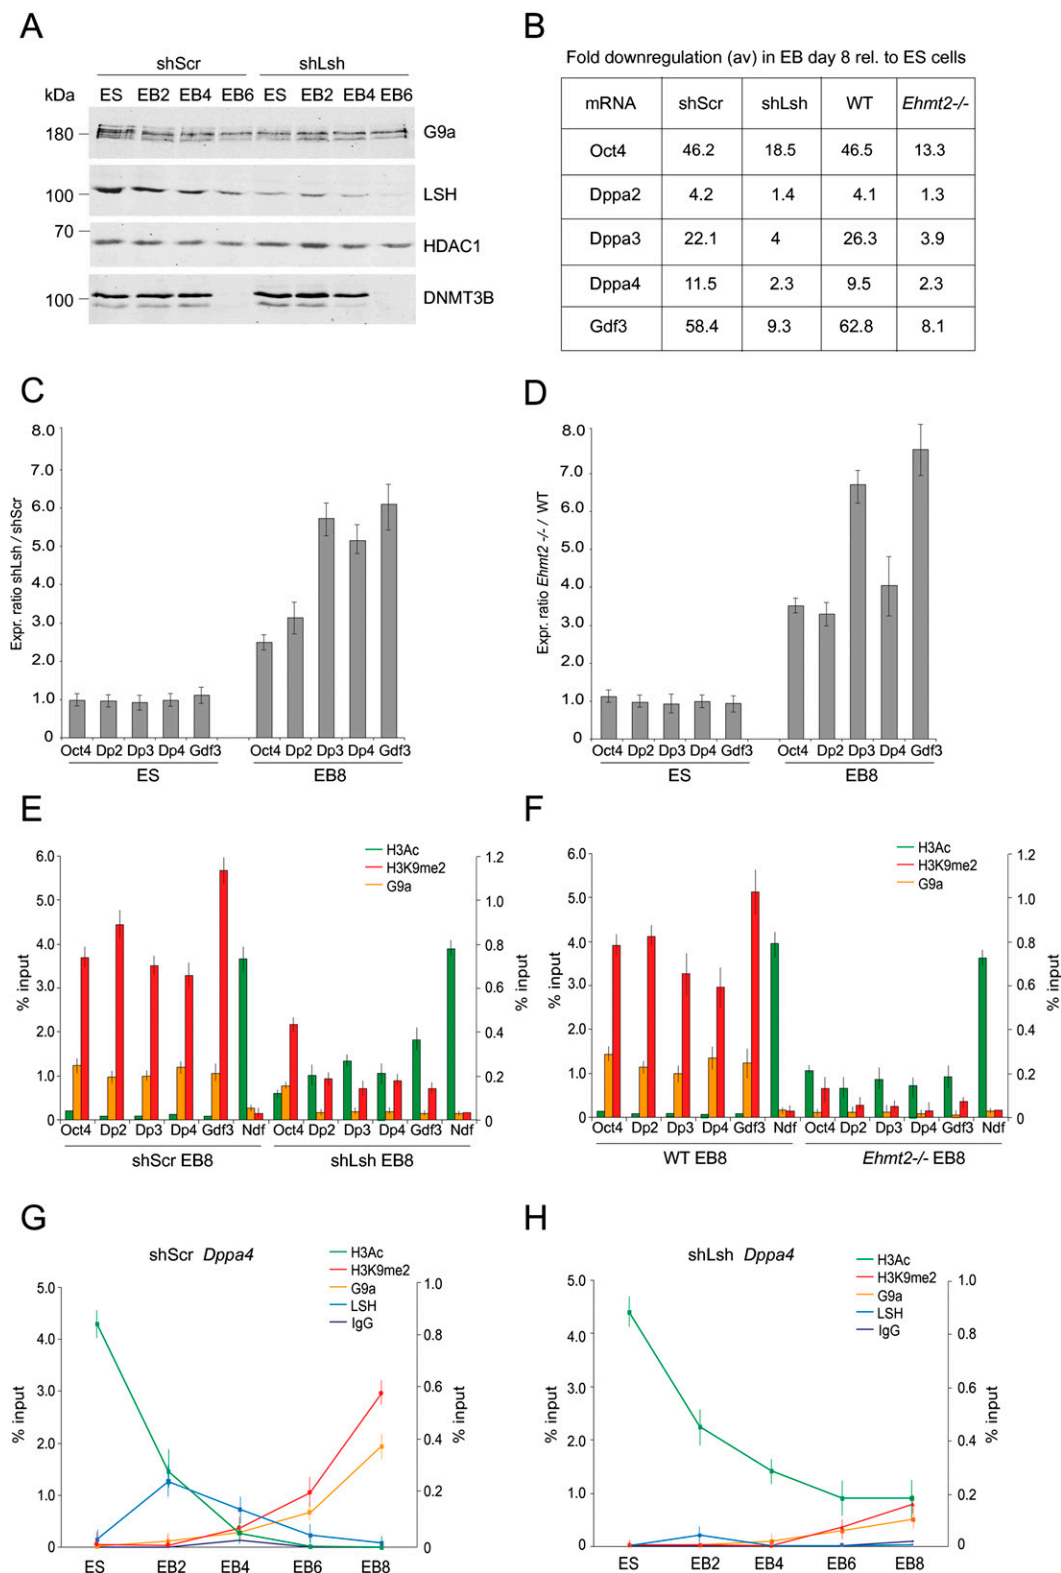 A
shScr shLsh
kDa ES EB2 EB4 EB6 ES EB2 EB4 EB6
180 G9a
100 LSH
70 HDAC1
100 DNMT3B
B
Fold downregulation (av) in EB day 8 rel. to ES cells
mRNA shScr shLsh WT Ehmt2-/-
Oct4 46.2 18.5 46.5 13.3
Dppa2 4.2 1.4 4.1 1.3
Dppa3 22.1 4 26.3 3.9
Dppa4 11.5 2.3 9.5 2.3
Gdf3 58.4 9.3 62.8 8.1
C
Expr. ratio shLsh / shScr
8.0
7.0
6.0
5.0
4.0
3.0
2.0
1.0
0
Oct4 Dp2 Dp3 Dp4 Gdf3 Oct4 Dp2 Dp3 Dp4 Gdf3
ES EB8
D
Expr. ratio Ehmt2 -/- / WT
8.0
7.0
6.0
5.0
4.0
3.0
2.0
1.0
0
Oct4 Dp2 Dp3 Dp4 Gdf3 Oct4 Dp2 Dp3 Dp4 Gdf3
ES EB8
E
H3Ac
H3K9me2
G9a
% input
6.0
5.0
4.0
3.0
2.0
1.0
0
1.2
1.0
0.8
0.6
0.4
0.2
0
% input
Oct4 Dp2 Dp3 Dp4 Gdf3 Ndf Oct4 Dp2 Dp3 Dp4 Gdf3 Ndf
shScr EB8 shLsh EB8
F
H3Ac
H3K9me2
G9a
% input
6.0
5.0
4.0
3.0
2.0
1.0
0
1.2
1.0
0.8
0.6
0.4
0.2
0
% input
Oct4 Dp2 Dp3 Dp4 Gdf3 Ndf Oct4 Dp2 Dp3 Dp4 Gdf3 Ndf
WT EB8 Ehmt2-/- EB8
G
shScr Dppa4
H3Ac
H3K9me2
G9a
LSH
IgG
% input
5.0
4.0
3.0
2.0
1.0
0
1.0
0.8
0.6
0.4
0.2
0
% input
ES EB2 EB4 EB6 EB8
H
shLsh Dppa4
H3Ac
H3K9me2
G9a
LSH
IgG
% input
5.0
4.0
3.0
2.0
1.0
0
1.0
0.8
0.6
0.4
0.2
0
% input
ES EB2 EB4 EB6 EB8